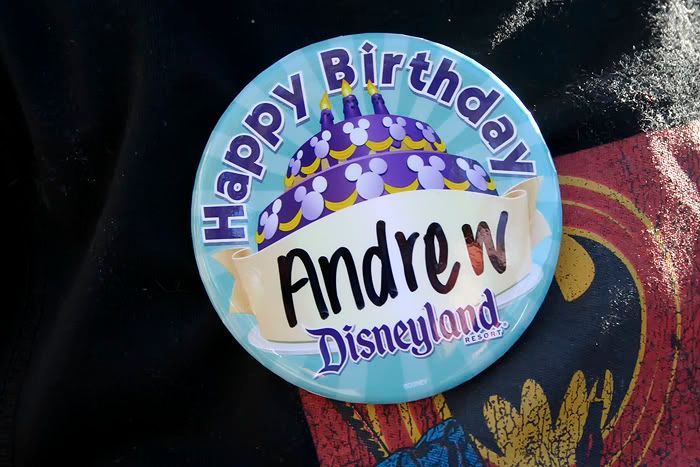 Happy Birthday
Andrew
Disneyland
RESORT